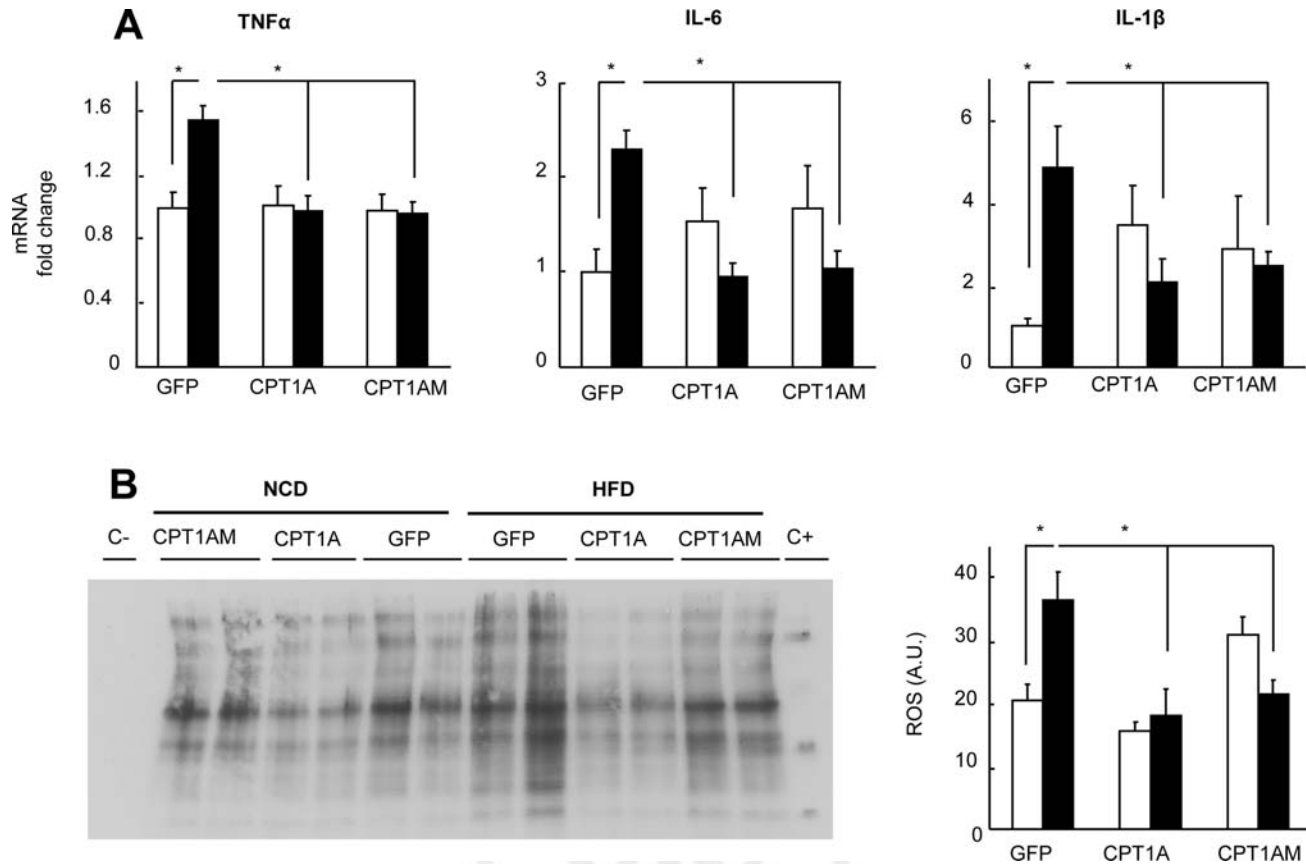 A
TNFα
IL-6
IL-1β
mRNA
fold change
* *
1.6
1.2
0.8
0.4
0
GFP CPT1A CPT1AM
* *
3
2
1
0
GFP CPT1A CPT1AM
* *
6
4
2
0
GFP CPT1A CPT1AM
B
NCD HFD
C- CPT1AM CPT1A GFP GFP CPT1A CPT1AM C+
* *
ROS (A.U.)
40
30
20
10
0
GFP CPT1A CPT1AM